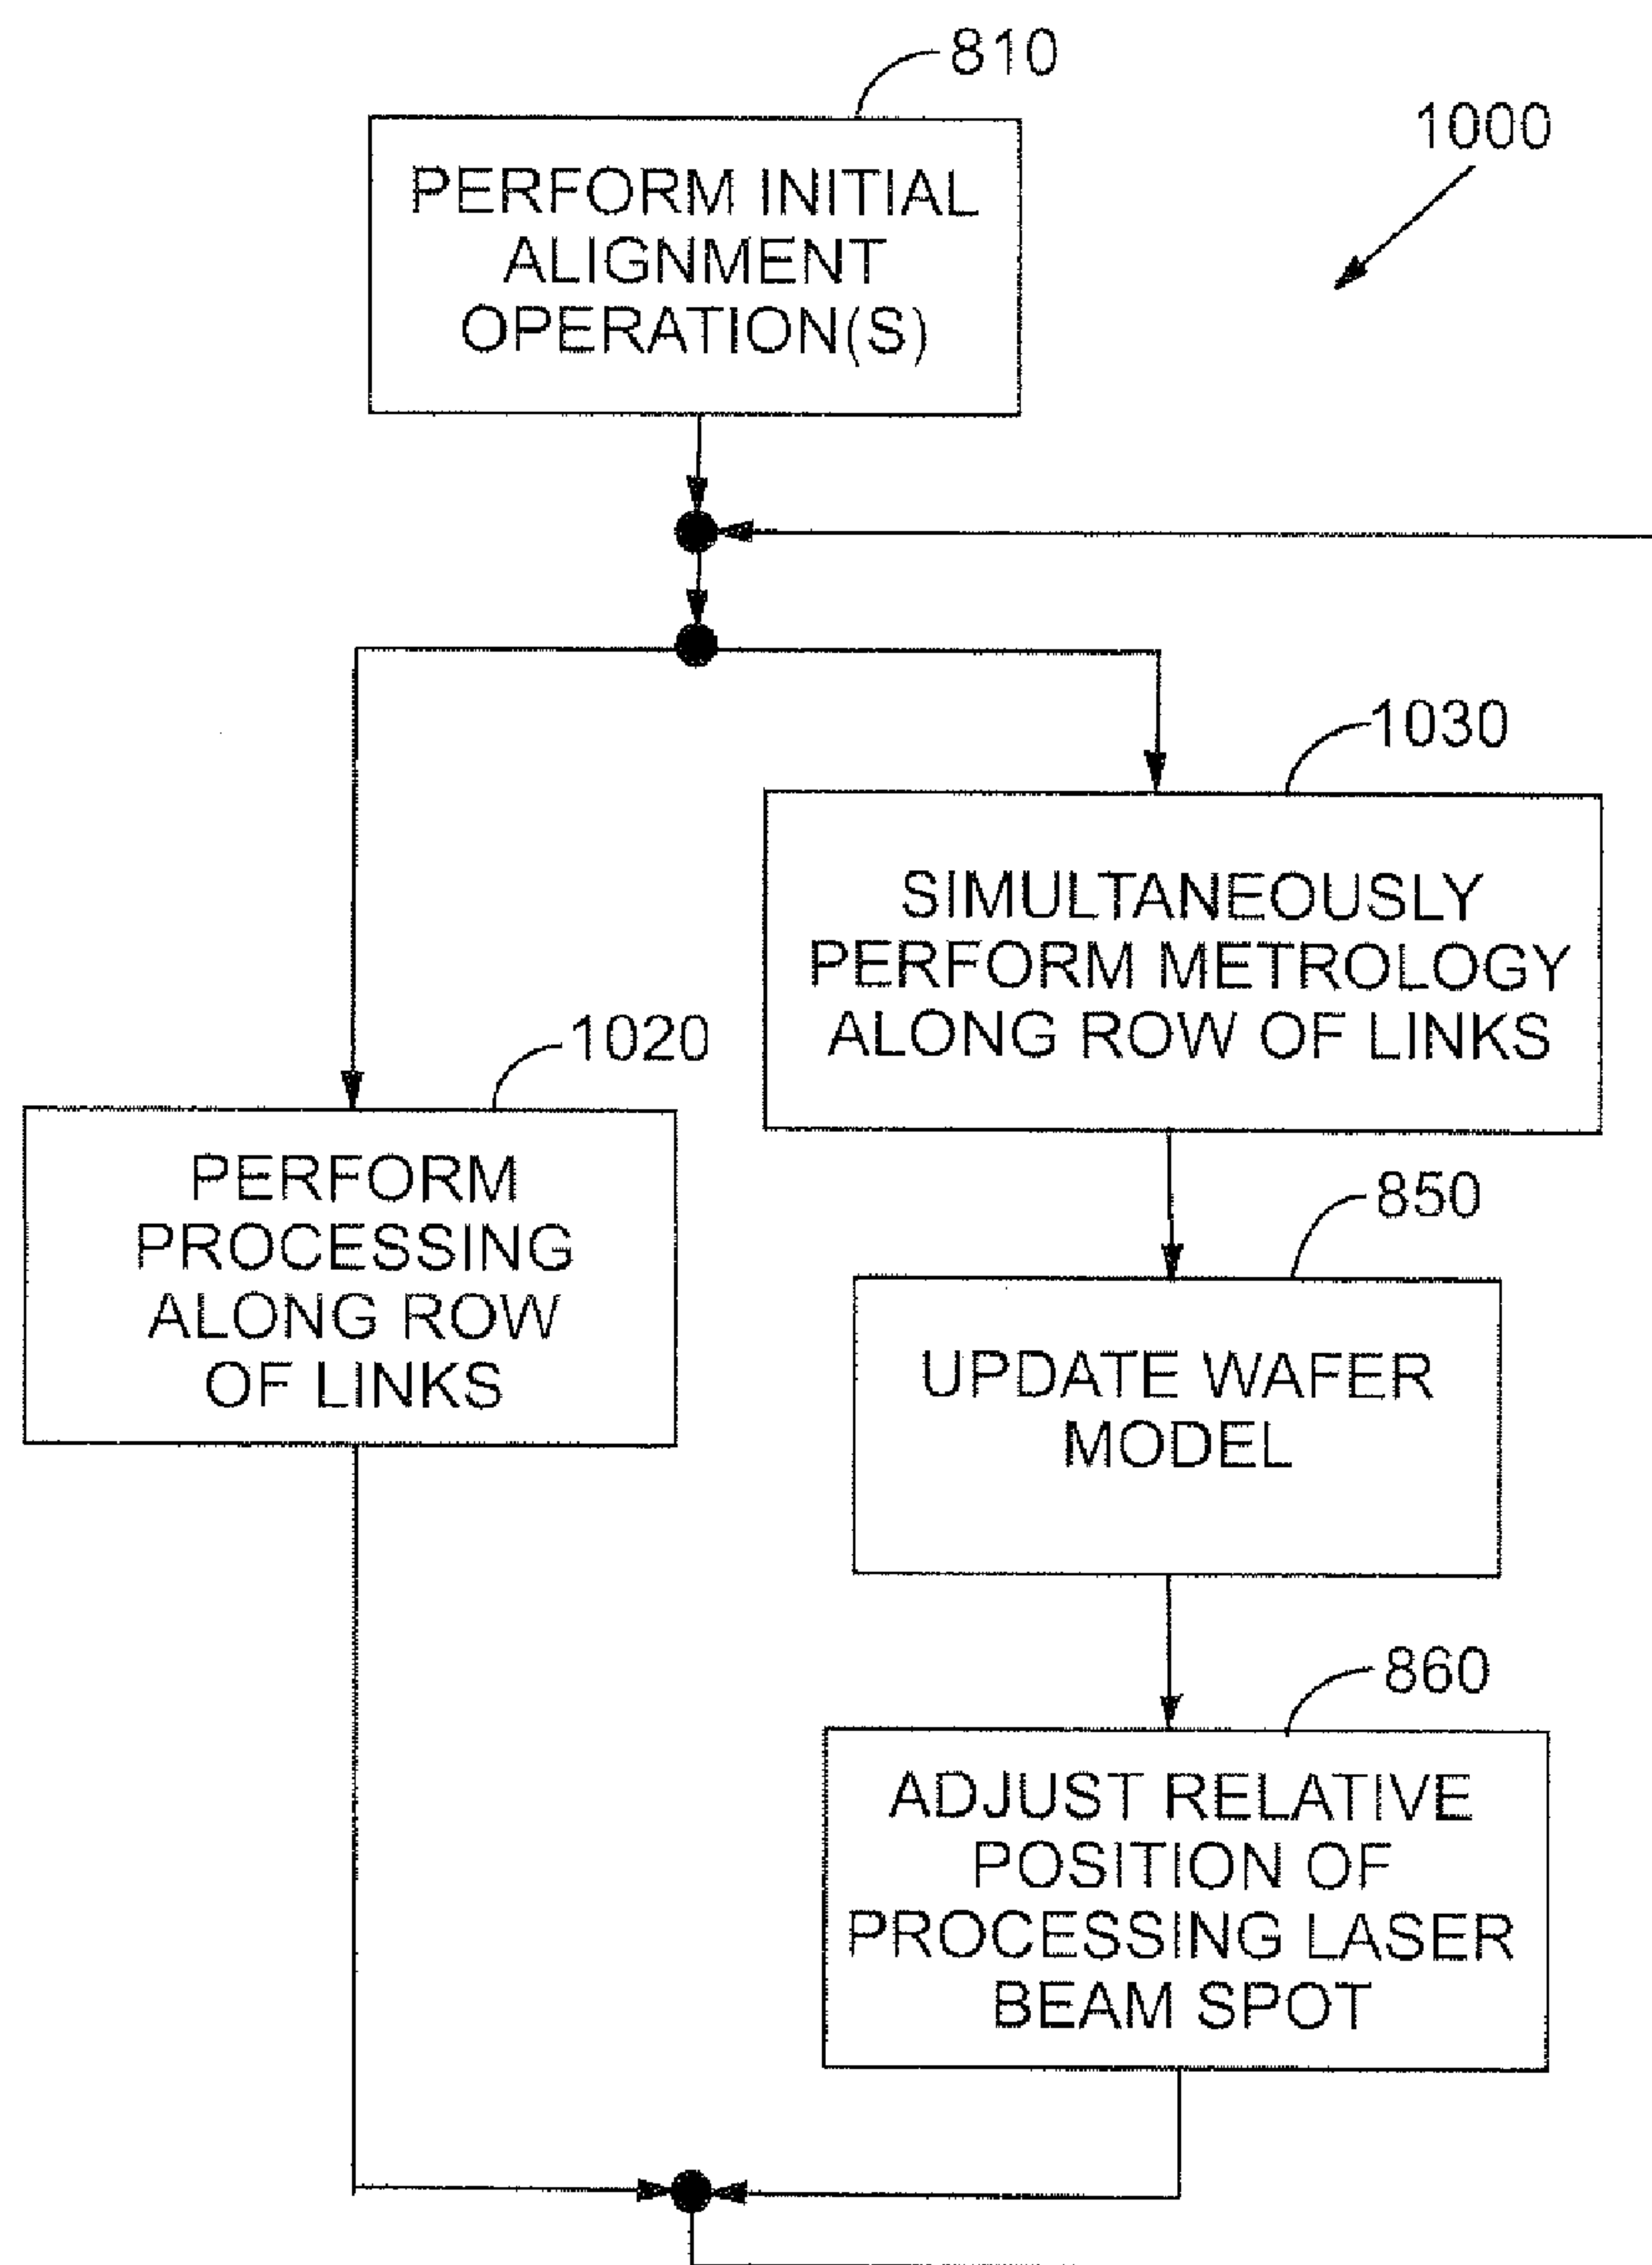 810
1000
PERFORM INITIAL
ALIGNMENT
OPERATION(S)
1030
SIMULTANEOUSLY
PERFORM METROLOGY
ALONG ROW OF LINKS
1020
PERFORM
PROCESSING
ALONG ROW
OF LINKS
850
UPDATE WAFER
MODEL
860
ADJUST RELATIVE
POSITION OF
PROCESSING LASER
BEAM SPOT